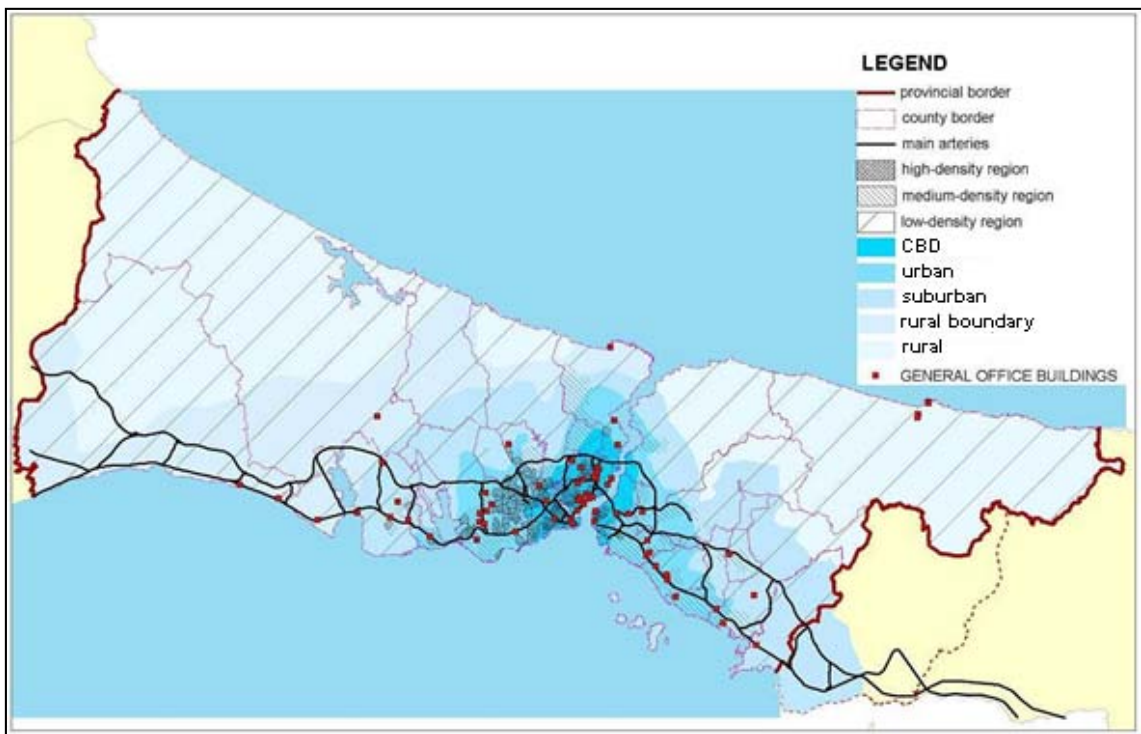 LEGEND
provincial border
county border
main arteries
high-density region
medium-density region
low-density region
CBD
urban
suburban
rural boundary
rural
GENERAL OFFICE BUILDINGS